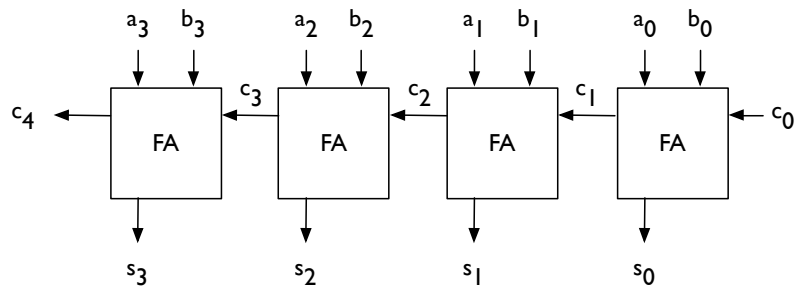 a3 b3 a2 b2 a1 b1 a0 b0
c4 c3 c2 c1 c0
FA FA FA FA
s3 s2 s1 s0